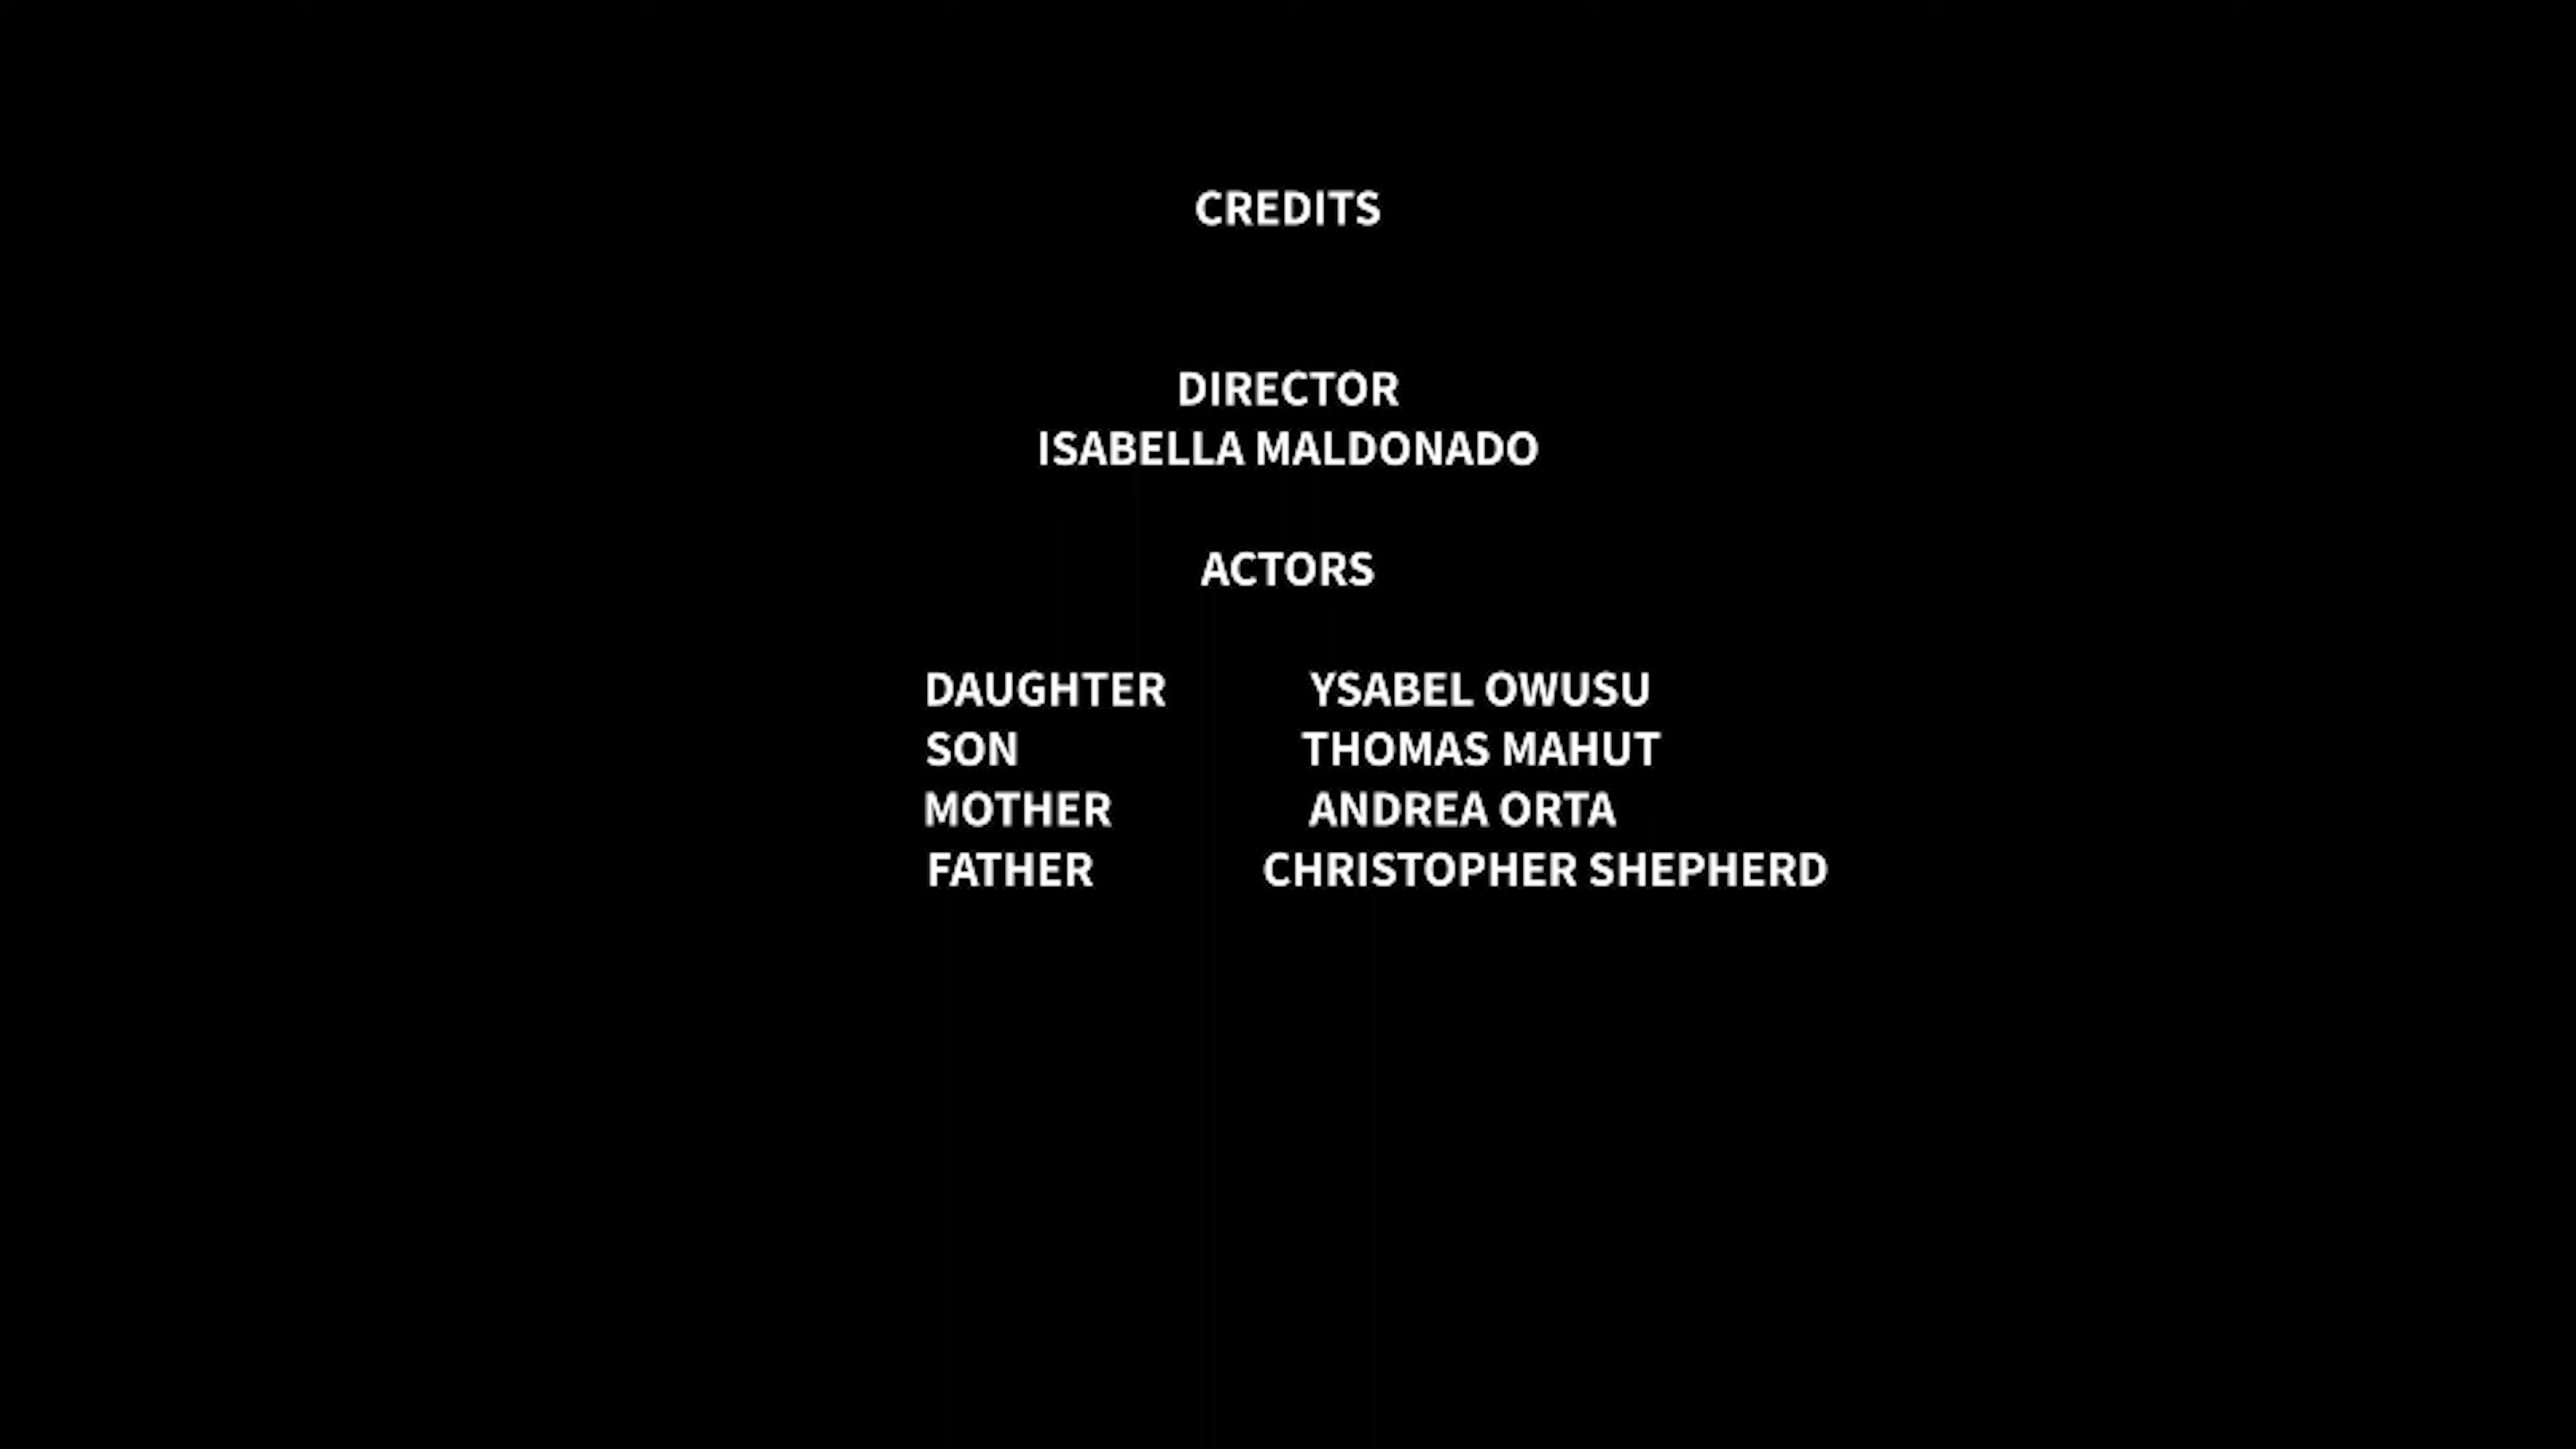 CREDITS
DIRECTOR
ISABELLA MALDONADO
ACTORS
DAUGHTER YSABEL OWUSU
SON THOMAS MAHUT
MOTHER ANDREA ORTA
FATHER CHRISTOPHER SHEPHERD